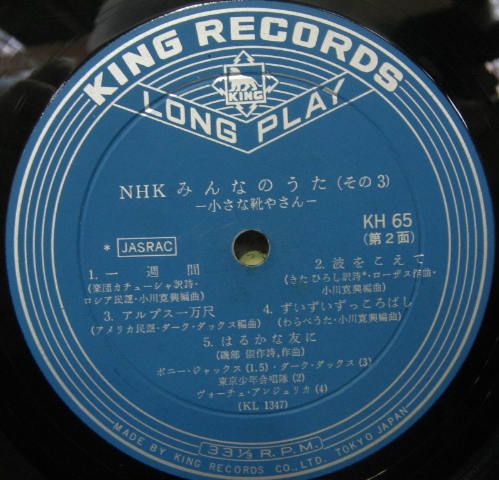 KING RECORDS
KING
LONG PLAY
NHK みんなのうた(その3)
―小さな靴やさん―
KH 65
(第2面)
* JASRAC
1.一週間
(楽団カチューシャ訳詩・
ロシア民謡・小川寛興編曲)
2.波をこえて
(きたひろし訳詩*・ローザス作曲・
小川寛興編曲)
3.アルプス一万尺
(アメリカ民謡・ダーク・ダックス編曲)
4.ずいずいずっころばし
(わらべうた・小川寛興編曲)
5.はるかな友に
(磯部 俶作詩,作曲)
ボニー・ジャックス(1.5)・ダーク・ダックス(3)
東京少年合唱隊(2)
ヴォーチェ・アンジェリカ(4)
(KL 1347)
33⅓ R.P.M.
MADE BY KING RECORDS CO., LTD. TOKYO JAPAN